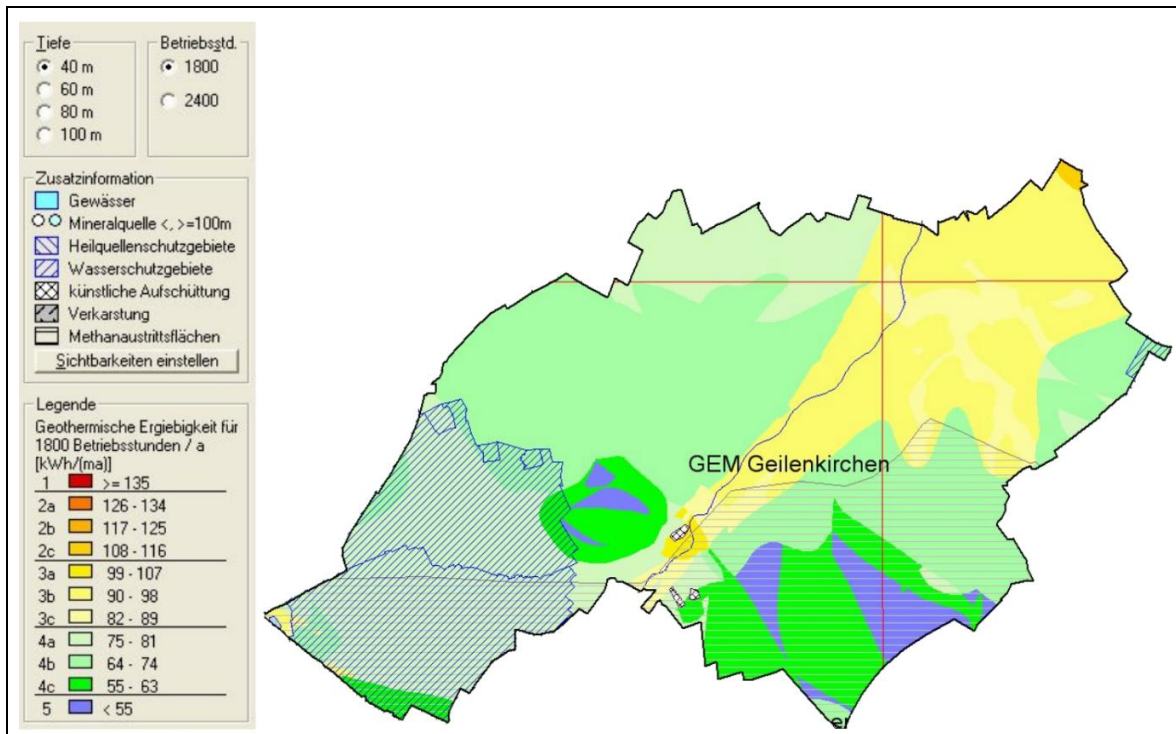 Tiefe
40 m
60 m
80 m
100 m
Betriebsstd.
1800
2400
Zusatzinformation
Gewässer
Mineralquelle <, >=100m
Heilquellenschutzgebiete
Wasserschutzgebiete
künstliche Aufschüttung
Verkarstung
Methanaustrittsflächen
Sichtbarkeiten einstellen
Legende
Geothermische Ergiebigkeit für
1800 Betriebsstunden / a
[kWh/(ma)]
1 >= 135
2a 126 - 134
2b 117 - 125
2c 108 - 116
3a 99 - 107
3b 90 - 98
3c 82 - 89
4a 75 - 81
4b 64 - 74
4c 55 - 63
5 < 55
GEM Geilenkirchen